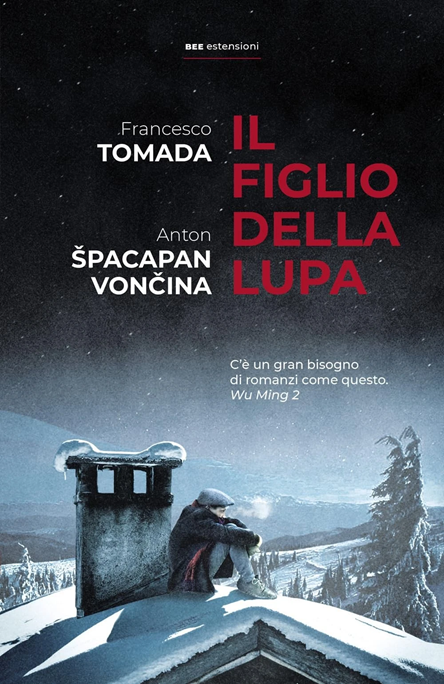 BEE estensioni
Francesco
TOMADA
Anton
ŠPACAPAN
VONČINA
IL
FIGLIO
DELLA
LUPA
C'è un gran bisogno
di romanzi come questo.
Wu Ming 2